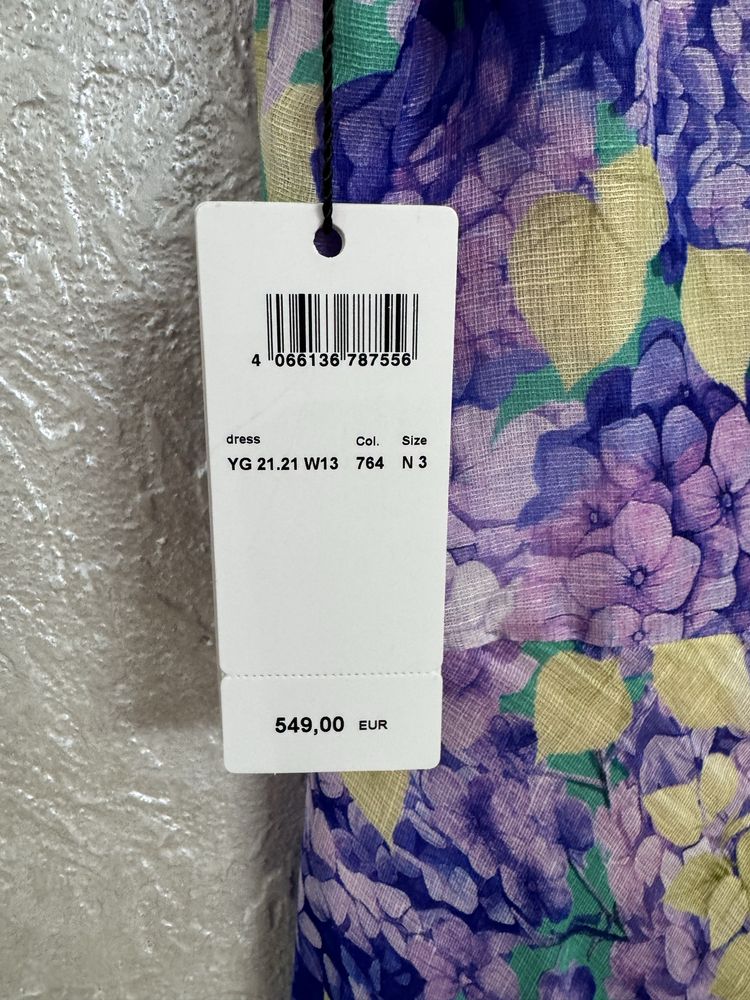 4 066136 787556
dress Col. Size
YG 21.21 W13 764 N 3
549,00 EUR